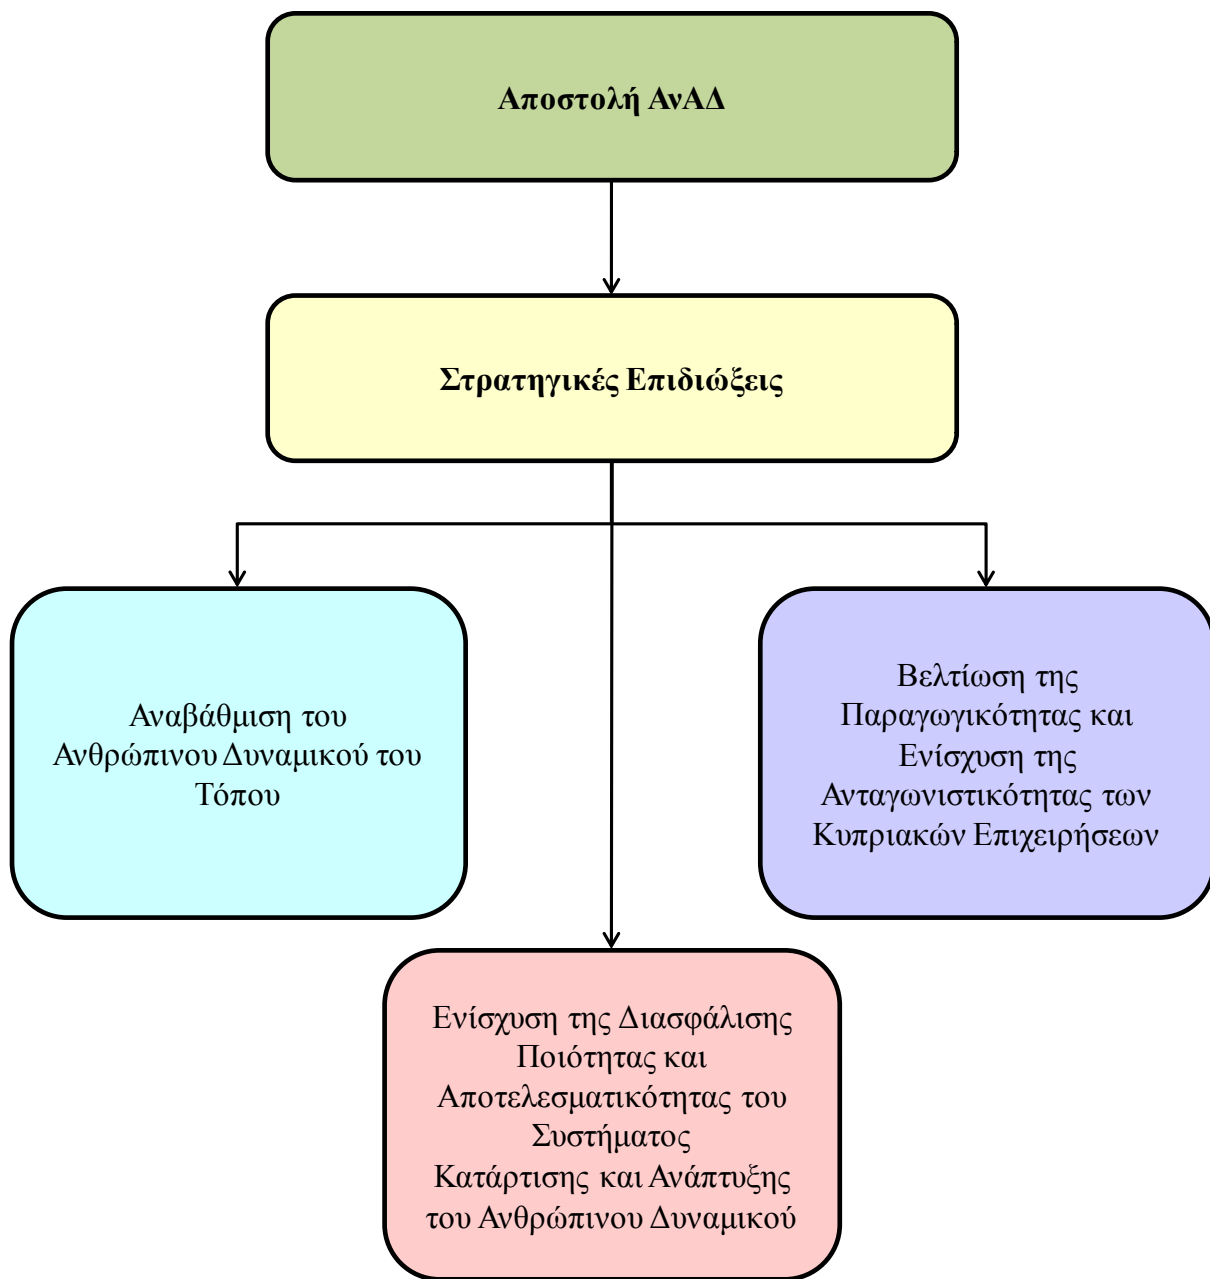 Αποστολή ΑνΑΔ
Στρατηγικές Επιδιώξεις
Αναβάθμιση του
Ανθρώπινου Δυναμικού του
Τόπου
Βελτίωση της
Παραγωγικότητας και
Ενίσχυση της
Ανταγωνιστικότητας των
Κυπριακών Επιχειρήσεων
Ενίσχυση της Διασφάλισης
Ποιότητας και
Αποτελεσματικότητας του
Συστήματος
Κατάρτισης και Ανάπτυξης
του Ανθρώπινου Δυναμικού